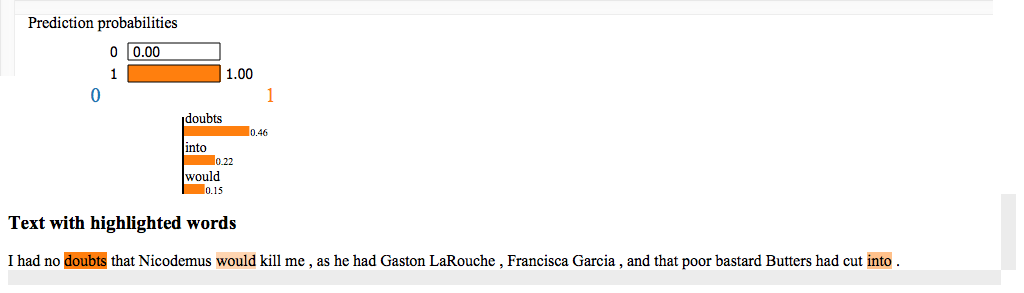 Prediction probabilities
0 0.00
1 1.00
0 1
doubts
0.46
into
0.22
would
0.15
Text with highlighted words
I had no doubts that Nicodemus would kill me , as he had Gaston LaRouche , Francisca Garcia , and that poor bastard Butters had cut into .